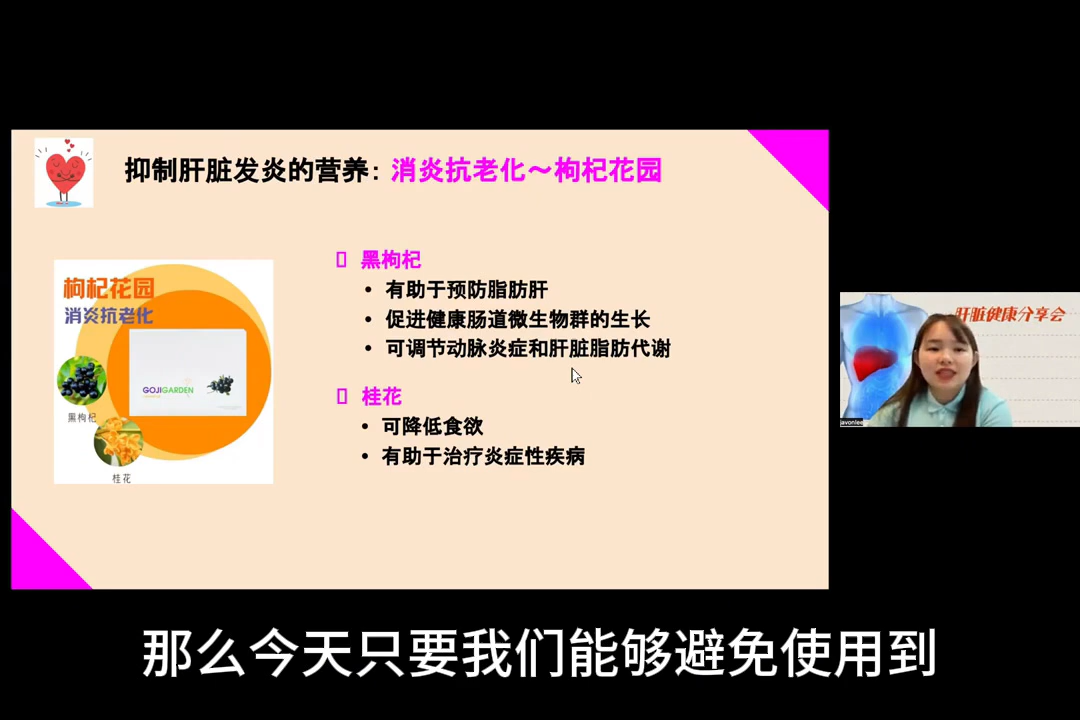 抑制肝脏发炎的营养: 消炎抗老化～枸杞花园
枸杞花园
消炎抗老化
GOJIGARDEN
黑枸杞
桂花
黑枸杞
• 有助于预防脂肪肝
• 促进健康肠道微生物群的生长
• 可调节动脉炎症和肝脏脂肪代谢
桂花
• 可降低食欲
• 有助于治疗炎症性疾病
肝脏健康分享会
javonlee
那么今天只要我们能够避免使用到